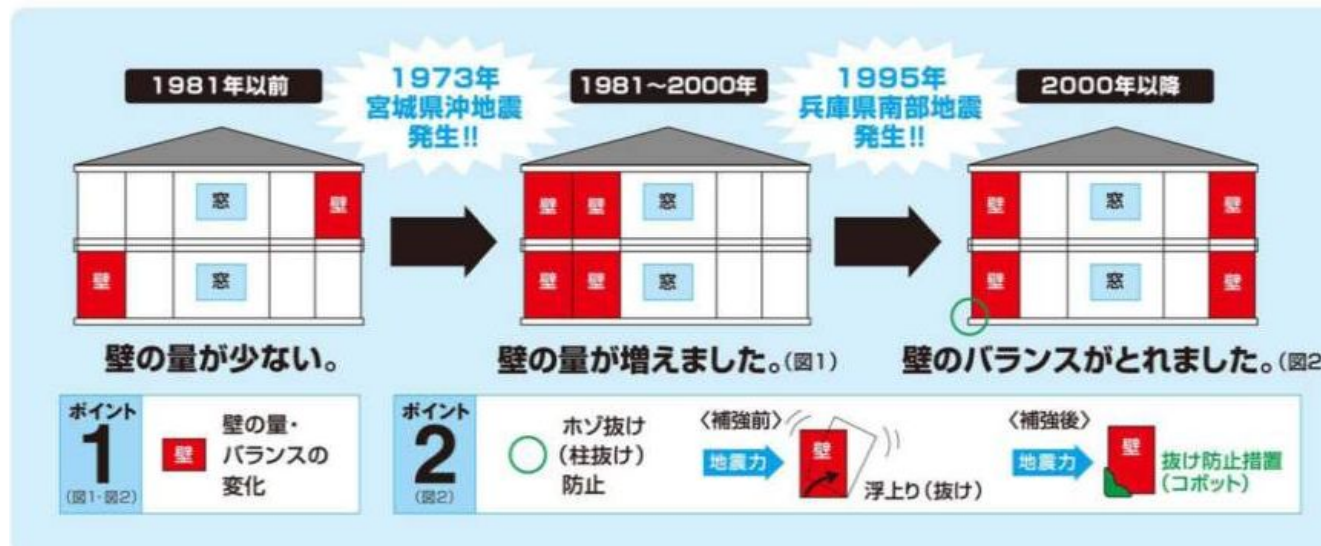 1981年以前
1973年
宮城県沖地震
発生!!
1981～2000年
1995年
兵庫県南部地震
発生!!
2000年以降
窓
壁
壁
窓
壁の量が少ない。
壁
壁
窓
壁
壁
窓
壁の量が増えました。(図1)
壁
窓
壁
壁
窓
壁
壁のバランスがとれました。(図2
ポイント
1
(図1・図2)
壁
壁の量・
バランスの
変化
ポイント
2
(図2)
ホゾ抜け
(柱抜け)
防止
〈補強前〉
地震力
壁
浮上り(抜け)
〈補強後〉
地震力
壁
抜け防止措置
(コボット)